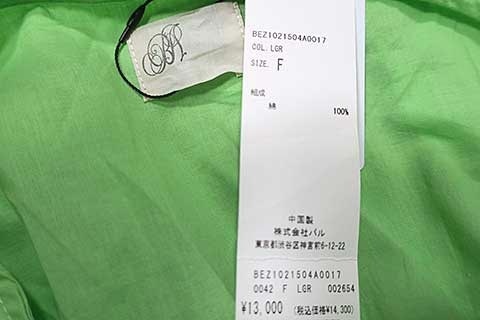 BEZ1021504A0017
COL. LGR
SIZE. F
組成
綿 100%
中国製
株式会社パル
東京都渋谷区神宮前6-12-22
BEZ1021504A0017
0042 F LGR 002654
¥13,000 (税込価格¥14,300)